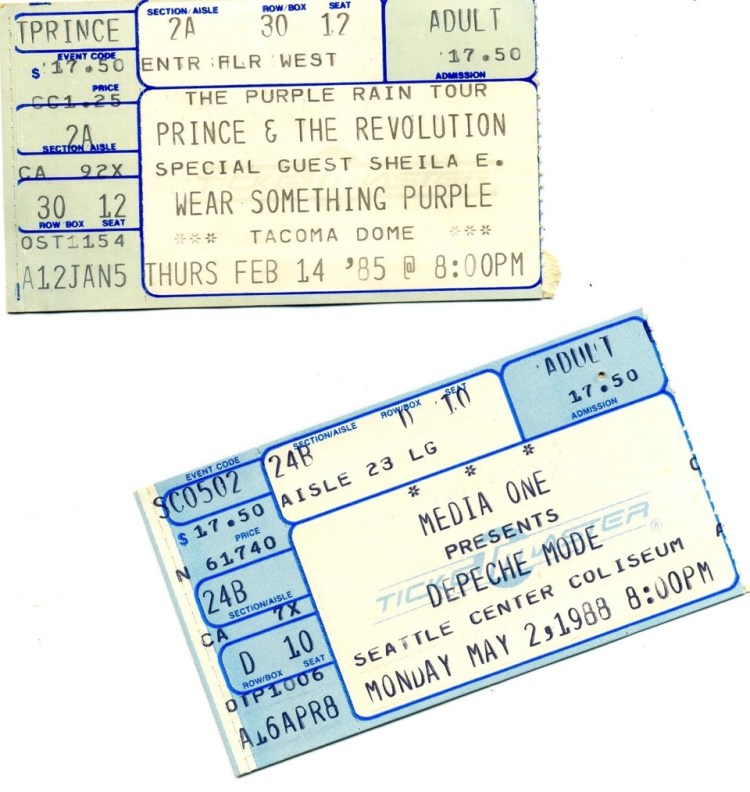 TPRINCE
EVENT CODE
$ 17.50
PRICE
CC1.25
2A
SECTION AISLE
CA 92X
30 12
ROW/BOX SEAT
OST1154
A12JAN5
SECTION/AISLE ROW/BOX SEAT
2A 30 12
ENTR FLR WEST
ADULT
17.50
ADMISSION
THE PURPLE RAIN TOUR
PRINCE & THE REVOLUTION
SPECIAL GUEST SHEILA E.
WEAR SOMETHING PURPLE
*** TACOMA DOME ***
THURS FEB 14 '85 @ 8:00PM
EVENT CODE
SC0502
$ 17.50
PRICE
N 61740
24B
SECTION/AISLE
CA 7X
D 10
ROW/BOX SEAT
OTP1006
A16APR8
SECTION/AISLE ROW/BOX SEAT
24B D 10
AISLE 23 LG
ADULT
17.50
ADMISSION
* * *
MEDIA ONE
PRESENTS
TICKETMASTER ®
DEPECHE MODE
SEATTLE CENTER COLISEUM
MONDAY MAY 2,1988 8:00PM